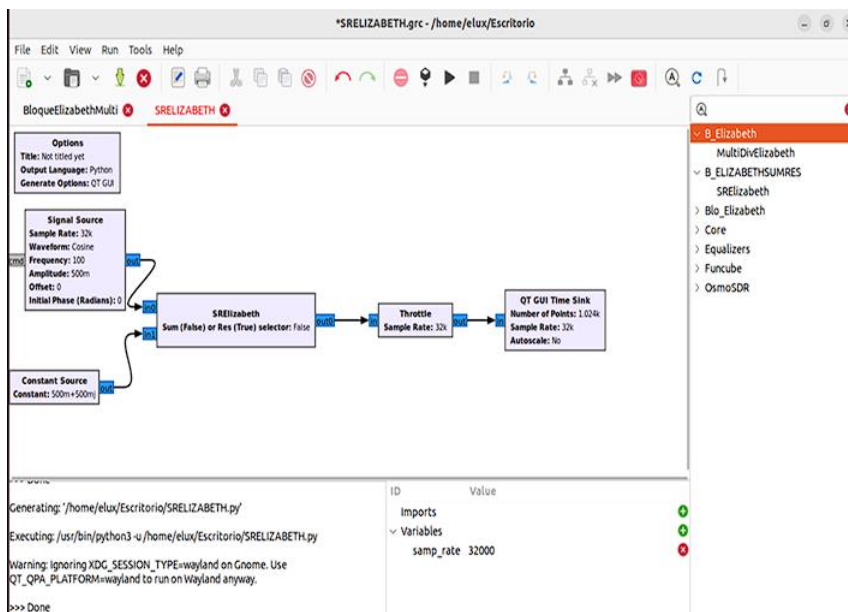 *SRELIZABETH.grc - /home/elux/Escritorio
File Edit View Run Tools Help
BloqueElizabethMulti
SRELIZABETH
Options
Title: Not titled yet
Output Language: Python
Generate Options: QT GUI
Signal Source
Sample Rate: 32k
Waveform: Cosine
Frequency: 100
Amplitude: 500m
Offset: 0
Initial Phase (Radians): 0
cmd
out
in0
in1
SRElizabeth
Sum (False) or Res (True) selector: False
out0
in
Throttle
Sample Rate: 32k
out
in
QT GUI Time Sink
Number of Points: 1.024k
Sample Rate: 32k
Autoscale: No
Constant Source
Constant: 500m+500mj
out
B_Elizabeth
MultiDivElizabeth
B_ELIZABETHSUMRES
SRElizabeth
Blo_Elizabeth
Core
Equalizers
Funcube
OsmoSDR
>>> Done
Generating: '/home/elux/Escritorio/SRELIZABETH.py'
Executing: /usr/bin/python3 -u /home/elux/Escritorio/SRELIZABETH.py
Warning: Ignoring XDG_SESSION_TYPE=wayland on Gnome. Use
QT_QPA_PLATFORM=wayland to run on Wayland anyway.
>>> Done
ID Value
Imports
Variables
samp_rate 32000